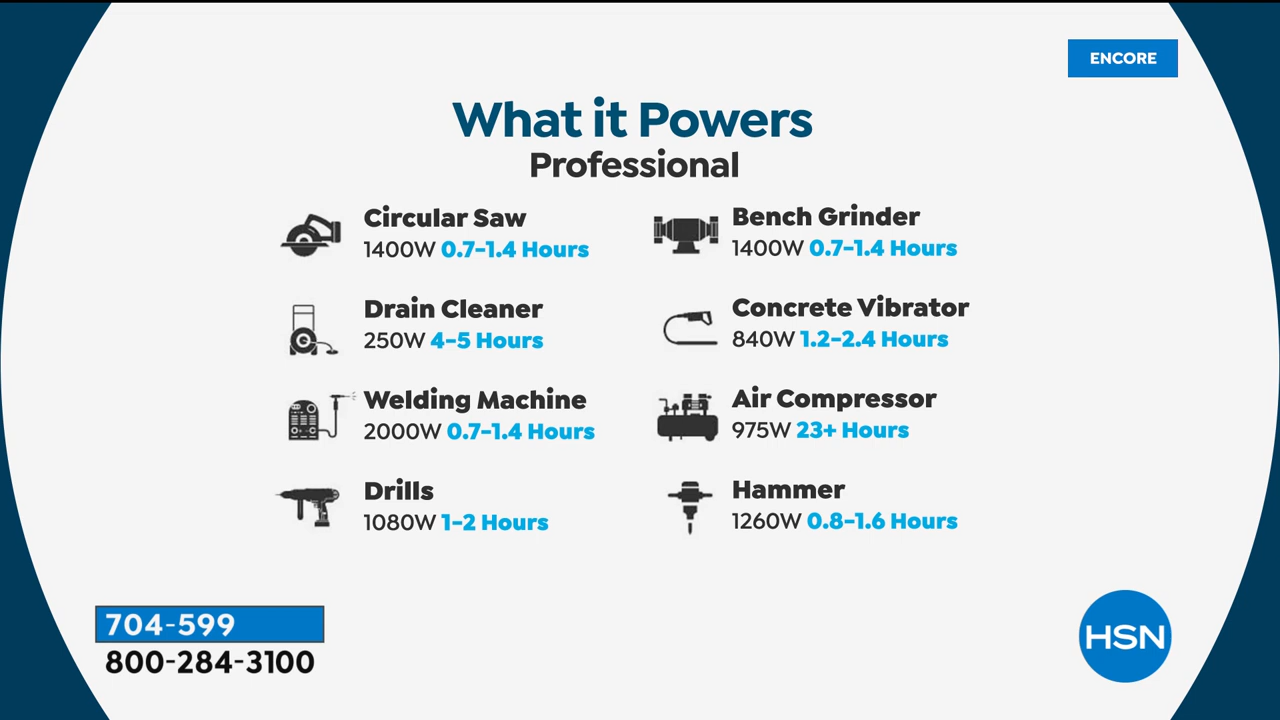 ENCORE
What it Powers
Professional
Circular Saw
1400W 0.7-1.4 Hours
Bench Grinder
1400W 0.7-1.4 Hours
Drain Cleaner
250W 4-5 Hours
Concrete Vibrator
840W 1.2-2.4 Hours
Welding Machine
2000W 0.7-1.4 Hours
Air Compressor
975W 23+ Hours
Drills
1080W 1-2 Hours
Hammer
1260W 0.8-1.6 Hours
704-599
800-284-3100
HSN